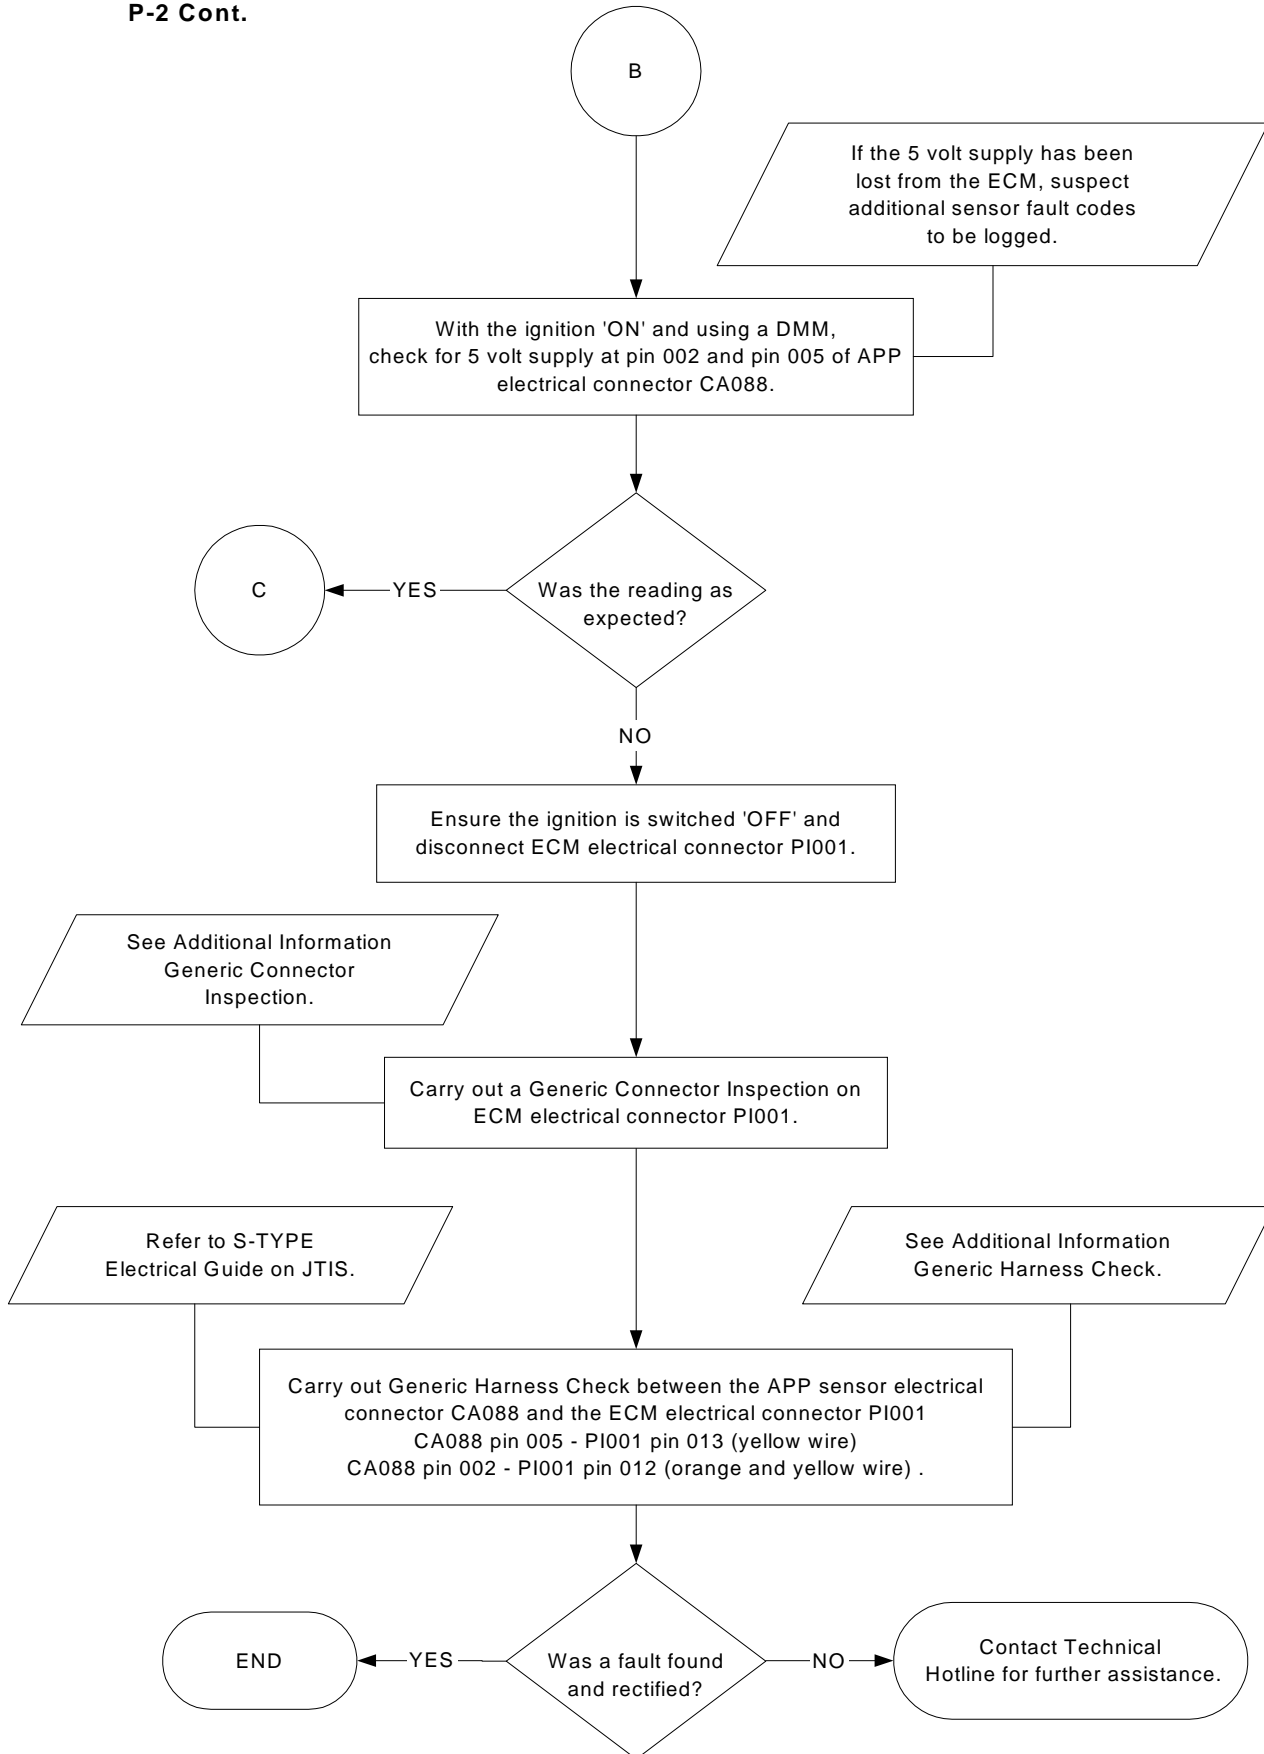 P-2 Cont.
B
If the 5 volt supply has been
lost from the ECM, suspect
additional sensor fault codes
to be logged.
With the ignition 'ON' and using a DMM,
check for 5 volt supply at pin 002 and pin 005 of APP
electrical connector CA088.
C
YES
Was the reading as
expected?
NO
Ensure the ignition is switched 'OFF' and
disconnect ECM electrical connector PI001.
See Additional Information
Generic Connector
Inspection.
Carry out a Generic Connector Inspection on
ECM electrical connector PI001.
Refer to S-TYPE
Electrical Guide on JTIS.
See Additional Information
Generic Harness Check.
Carry out Generic Harness Check between the APP sensor electrical
connector CA088 and the ECM electrical connector PI001
CA088 pin 005 - PI001 pin 013 (yellow wire)
CA088 pin 002 - PI001 pin 012 (orange and yellow wire) .
END
YES
Was a fault found
and rectified?
NO
Contact Technical
Hotline for further assistance.